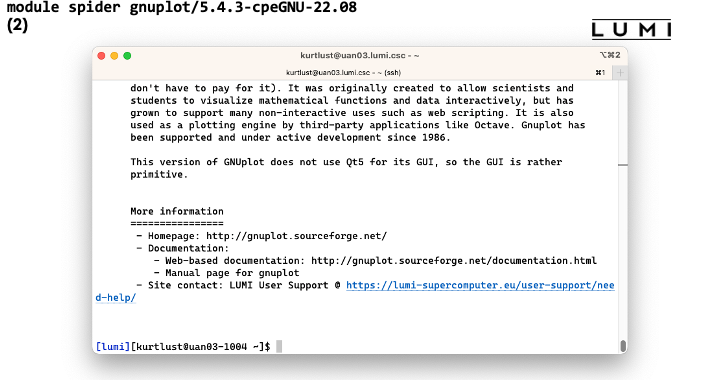 module spider gnuplot/5.4.3-cpeGNU-22.08
(2)
LUMI
kurtlust@uan03.lumi.csc - ~
⌥⌘2
kurtlust@uan03.lumi.csc - ~ (ssh)
⌘1
+
don't have to pay for it). It was originally created to allow scientists and
students to visualize mathematical functions and data interactively, but has
grown to support many non-interactive uses such as web scripting. It is also
used as a plotting engine by third-party applications like Octave. Gnuplot has
been supported and under active development since 1986.
This version of GNUplot does not use Qt5 for its GUI, so the GUI is rather
primitive.
More information
================
- Homepage: http://gnuplot.sourceforge.net/
- Documentation:
- Web-based documentation: http://gnuplot.sourceforge.net/documentation.html
- Manual page for gnuplot
- Site contact: LUMI User Support @ https://lumi-supercomputer.eu/user-support/nee
d-help/
[lumi][kurtlust@uan03-1004 ~]$